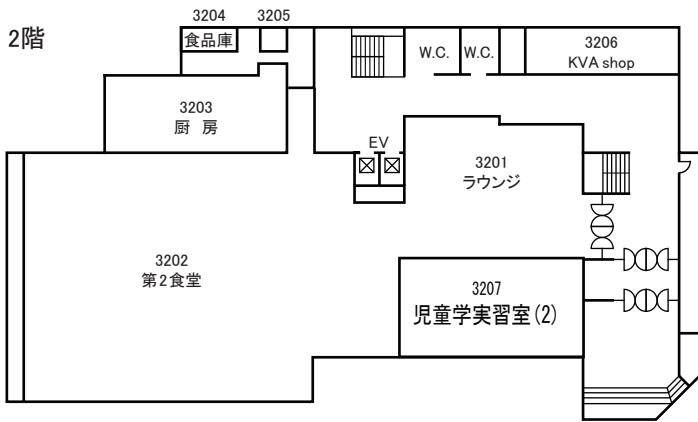 2階
3204
3205
食品庫
3203
厨 房
W.C.
W.C.
3206
KVA shop
EV
3201
ラウンジ
3202
第2食堂
3207
児童学実習室(2)